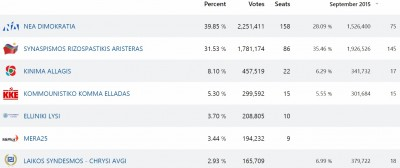 Percent Votes Seats September 2015
NEA DIMOKRATIA 39.85 % 2,251,411 158 28.09 % 1,526,400 75
SYNASPISMOS RIZOSPASTIKIS ARISTERAS 31.53 % 1,781,174 86 35.46 % 1,926,526 145
KINIMA ALLAGIS 8.10 % 457,519 22 6.29 % 341,732 17
KKE KOMMOUNISTIKO KOMMA ELLADAS 5.30 % 299,592 15 5.55 % 301,684 15
ELLINIKI LYSI 3.70 % 208,805 10
MERA25 3.44 % 194,232 9
LAIKOS SYNDESMOS - CHRYSI AVGI 2.93 % 165,709 6.99 % 379,722 18